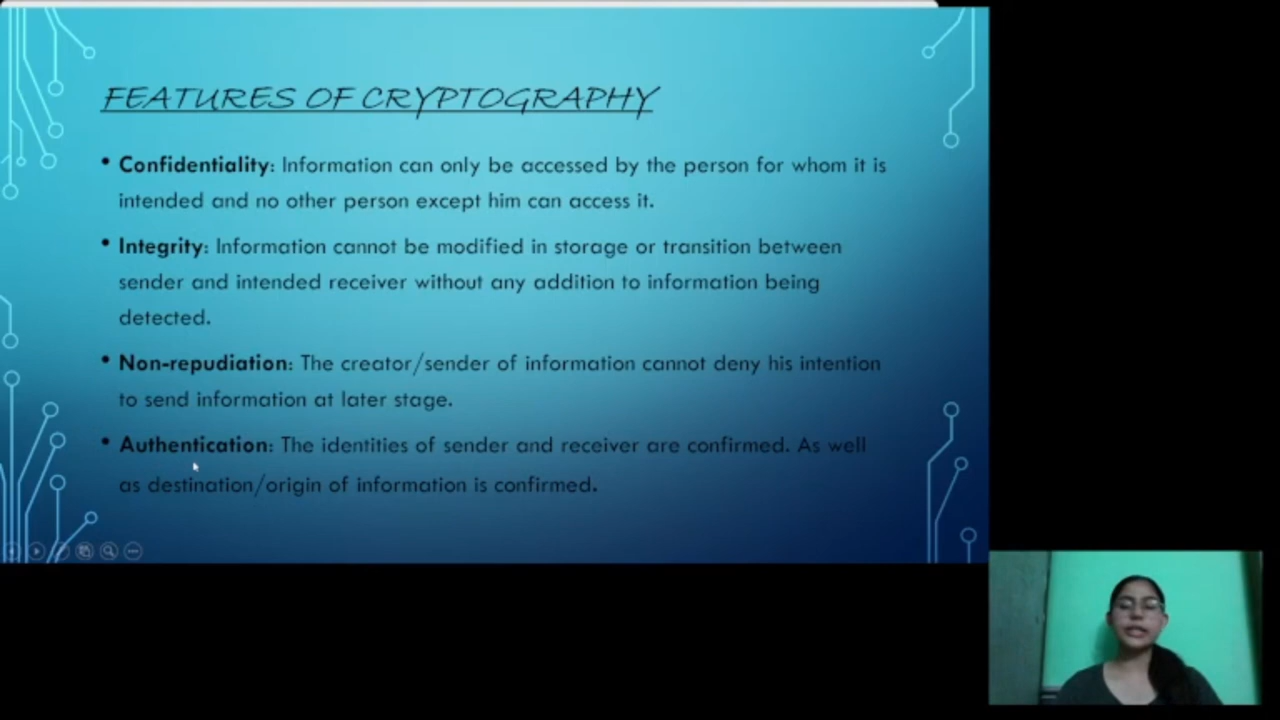 FEATURES OF CRYPTOGRAPHY
• Confidentiality: Information can only be accessed by the person for whom it is
intended and no other person except him can access it.
• Integrity: Information cannot be modified in storage or transition between
sender and intended receiver without any addition to information being
detected.
• Non-repudiation: The creator/sender of information cannot deny his intention
to send information at later stage.
• Authentication: The identities of sender and receiver are confirmed. As well
as destination/origin of information is confirmed.